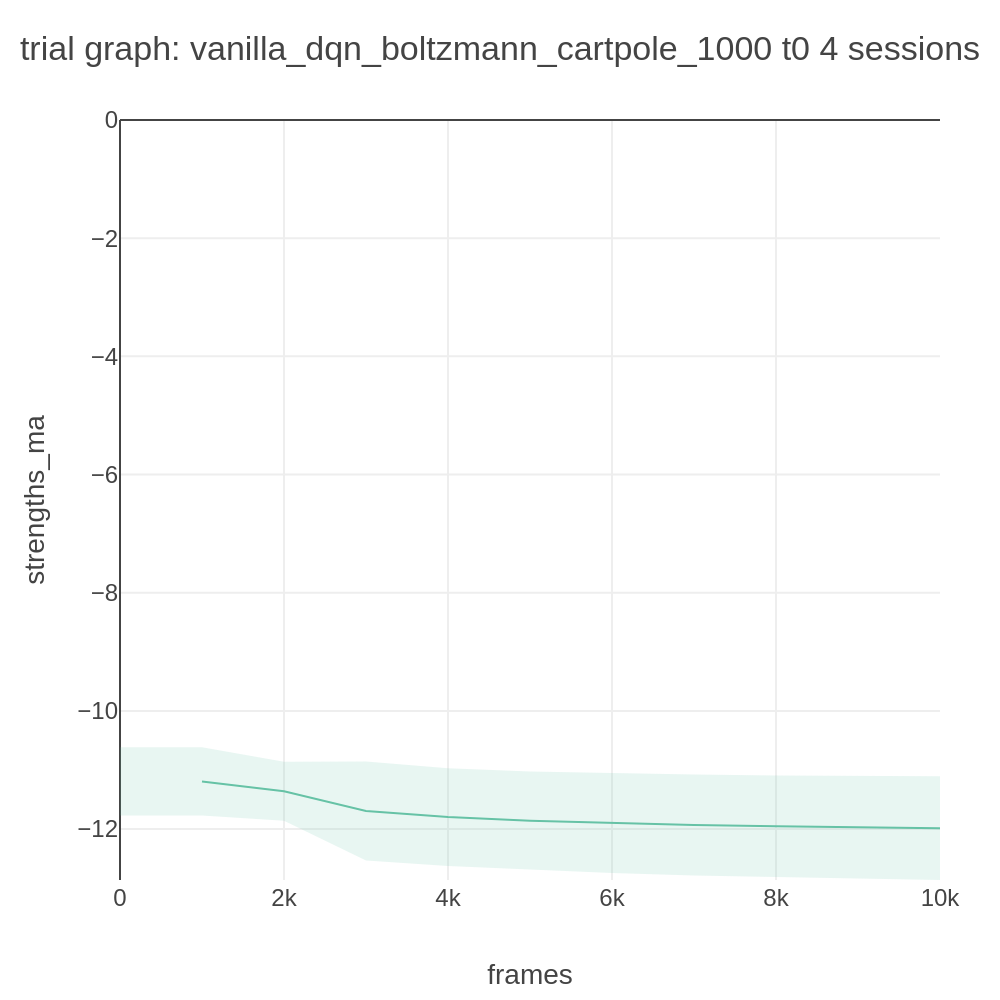 trial graph: vanilla_dqn_boltzmann_cartpole_1000 t0 4 sessions
0
−2
−4
−6
−8
−10
−12
strengths_ma
0 2k 4k 6k 8k 10k
frames